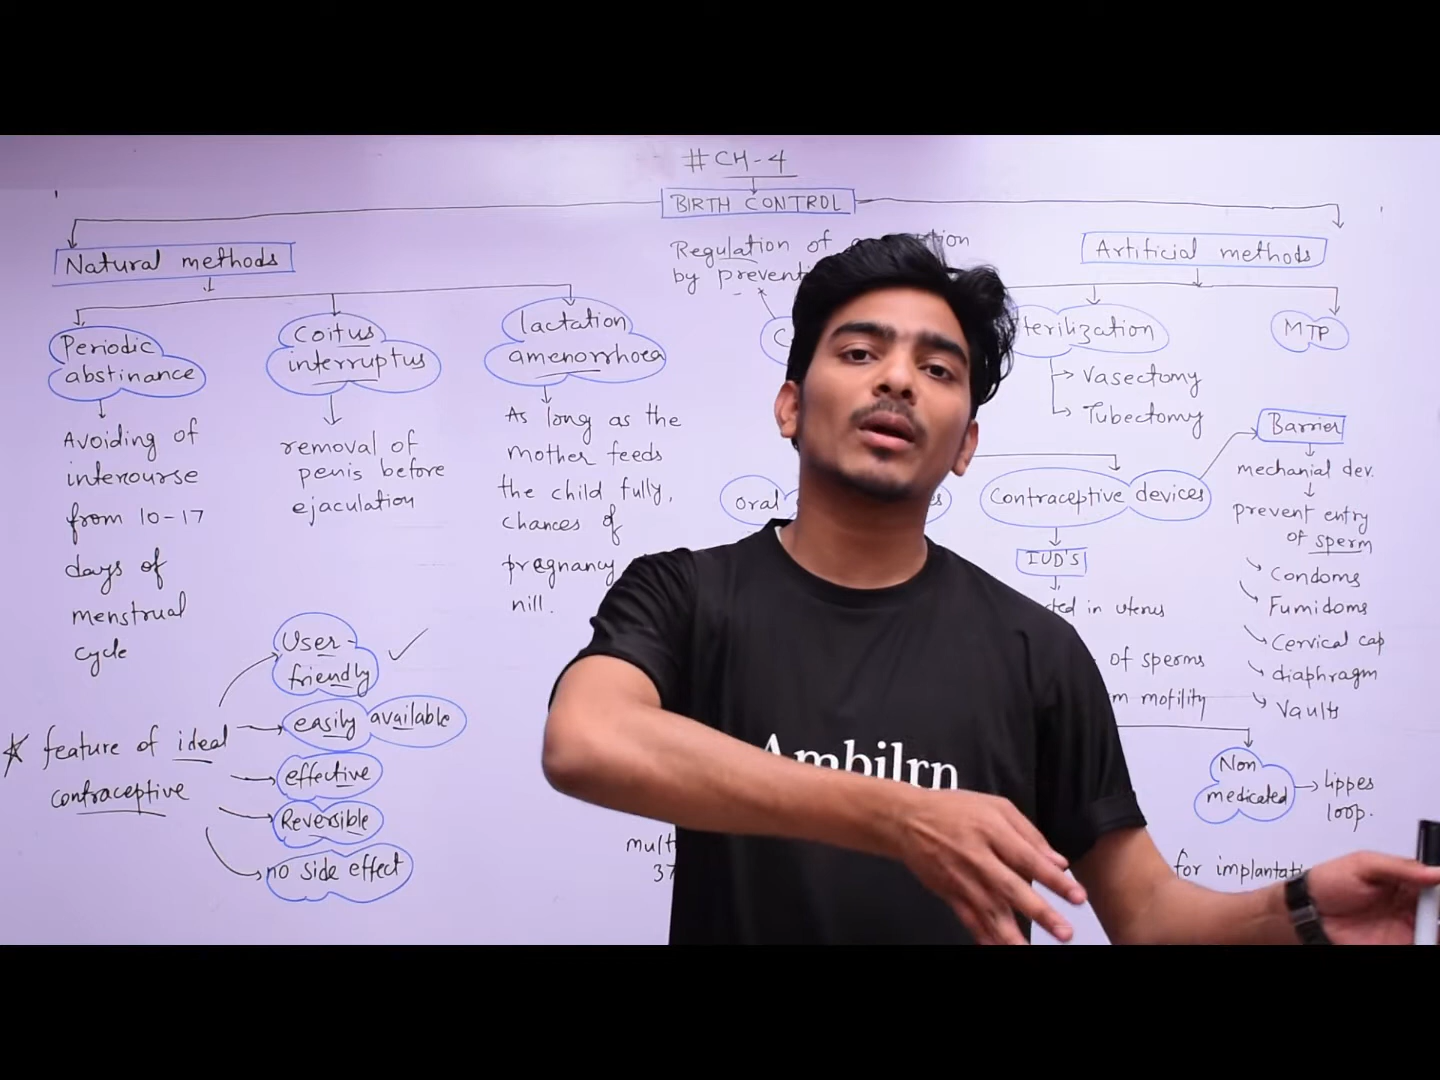 # CH-4
BIRTH CONTROL
Natural methods
Periodic
abstinance
Avoiding of
intercourse
from 10-17
days of
menstrual
cycle
Coitus
interruptus
removal of
penis before
ejaculation
lactation
amenorrhoea
As long as the
mother feeds
the child fully,
chances of
pregnancy
nill.
Regulation of
by
Artificial methods
Vasectomy
Tubectomy
MTP
oral
Contraceptive devices
IUD'S
in uterus
of sperms
motility
Barrier
mechanial dev.
prevent entry
of sperm
Condoms
Fumidoms
Cervical cap
diaphragm
Vaults
Non
medicated
lippes
loop.
for
feature of ideal
contraceptive
User-
friendly
easily available
effective
Reversible
no side effect
Ambilrn